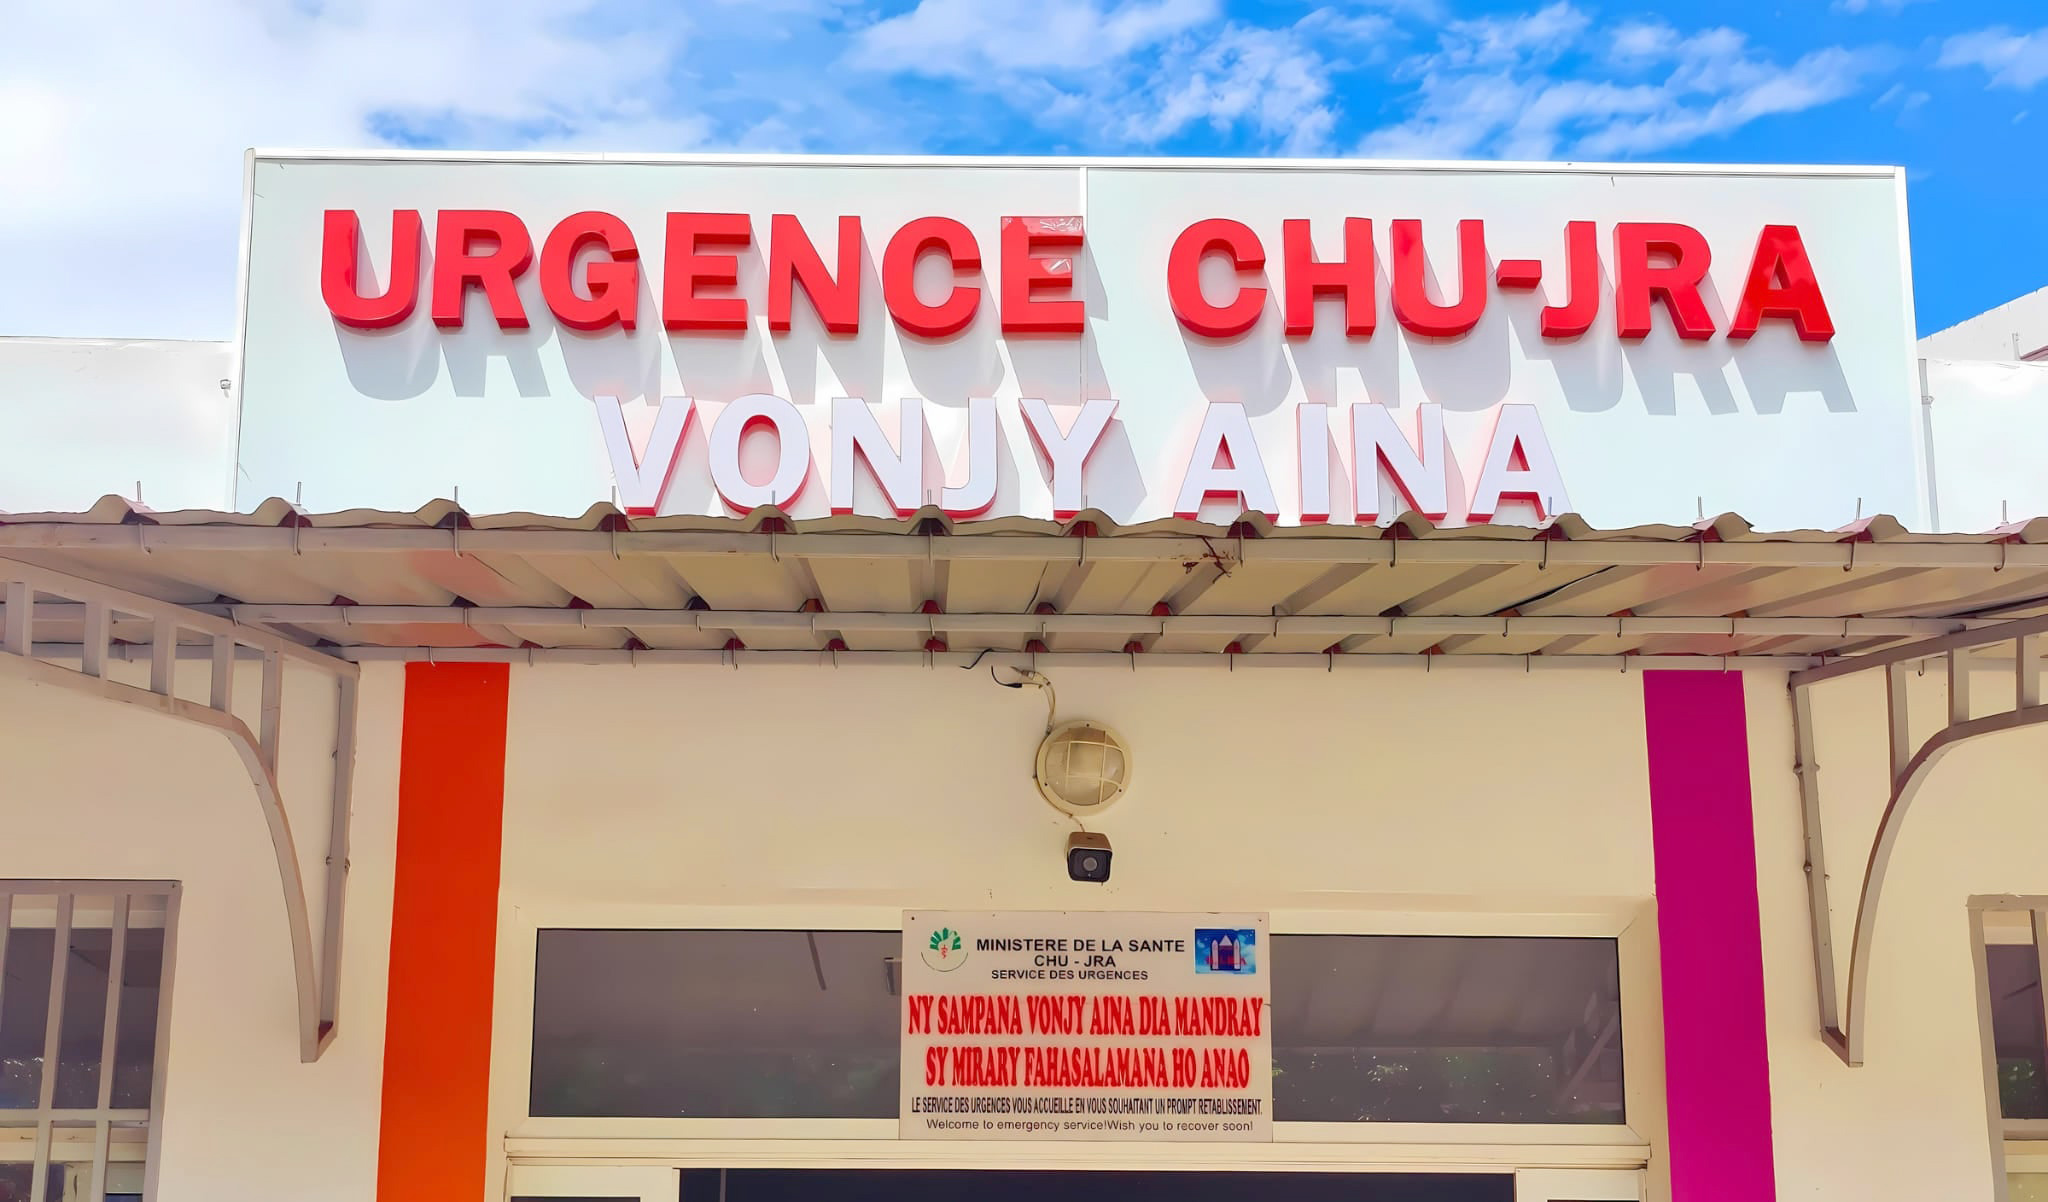 URGENCE CHU-JRA
VONJY AINA
MINISTERE DE LA SANTE
CHU - JRA
SERVICE DES URGENCES
NY SAMPANA VONJY AINA DIA MANDRAY
SY MIRARY FAHASALAMANA HO ANAO
LE SERVICE DES URGENCES VOUS ACCUEILLE EN VOUS SOUHAITANT UN PROMPT RETABLISSEMENT.
Welcome to emergency service!Wish you to recover soon!